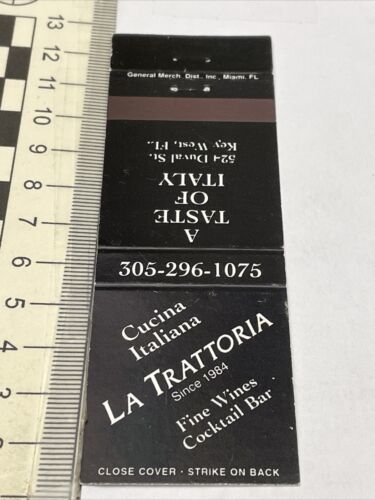 General Merch. Dist., Inc., Miami, FL
A
TASTE
OF
ITALY
524 Duval St.
Key West, FL.
305-296-1075
Cucina
Italiana
LA TRATTORIA
Since 1984
Fine Wines
Cocktail Bar
CLOSE COVER · STRIKE ON BACK
13
12
11
10
9
8
7
6
5
4
3